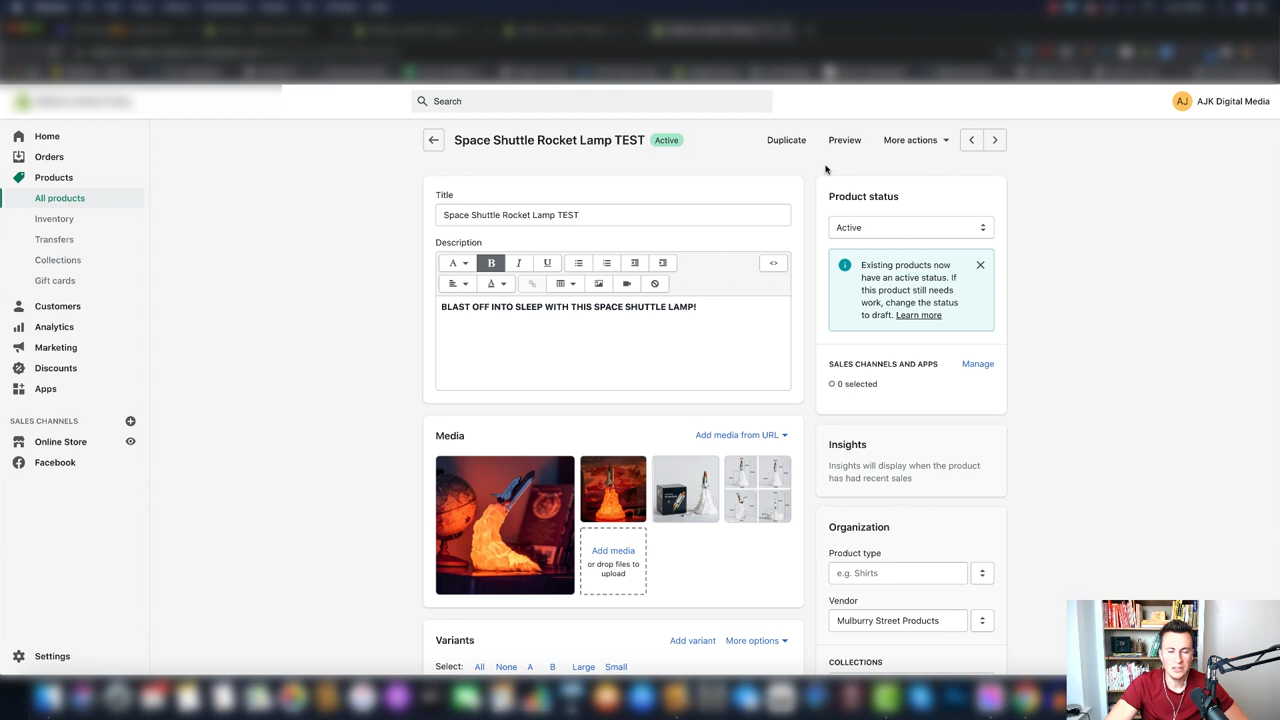 Search
AJ AJK Digital Media
Home
Orders
Products
All products
Inventory
Transfers
Collections
Gift cards
Customers
Analytics
Marketing
Discounts
Apps
SALES CHANNELS
Online Store
Facebook
Settings
Space Shuttle Rocket Lamp TEST Active
Duplicate Preview More actions
Title
Space Shuttle Rocket Lamp TEST
Description
A B I U <>
A
BLAST OFF INTO SLEEP WITH THIS SPACE SHUTTLE LAMP!
Media Add media from URL
Add media
or drop files to
upload
Variants Add variant More options
Select: All None A B Large Small
Product status
Active
Existing products now
have an active status. If
this product still needs
work, change the status
to draft. Learn more
SALES CHANNELS AND APPS Manage
0 selected
Insights
Insights will display when the product
has had recent sales
Organization
Product type
e.g. Shirts
Vendor
Mulburry Street Products
COLLECTIONS